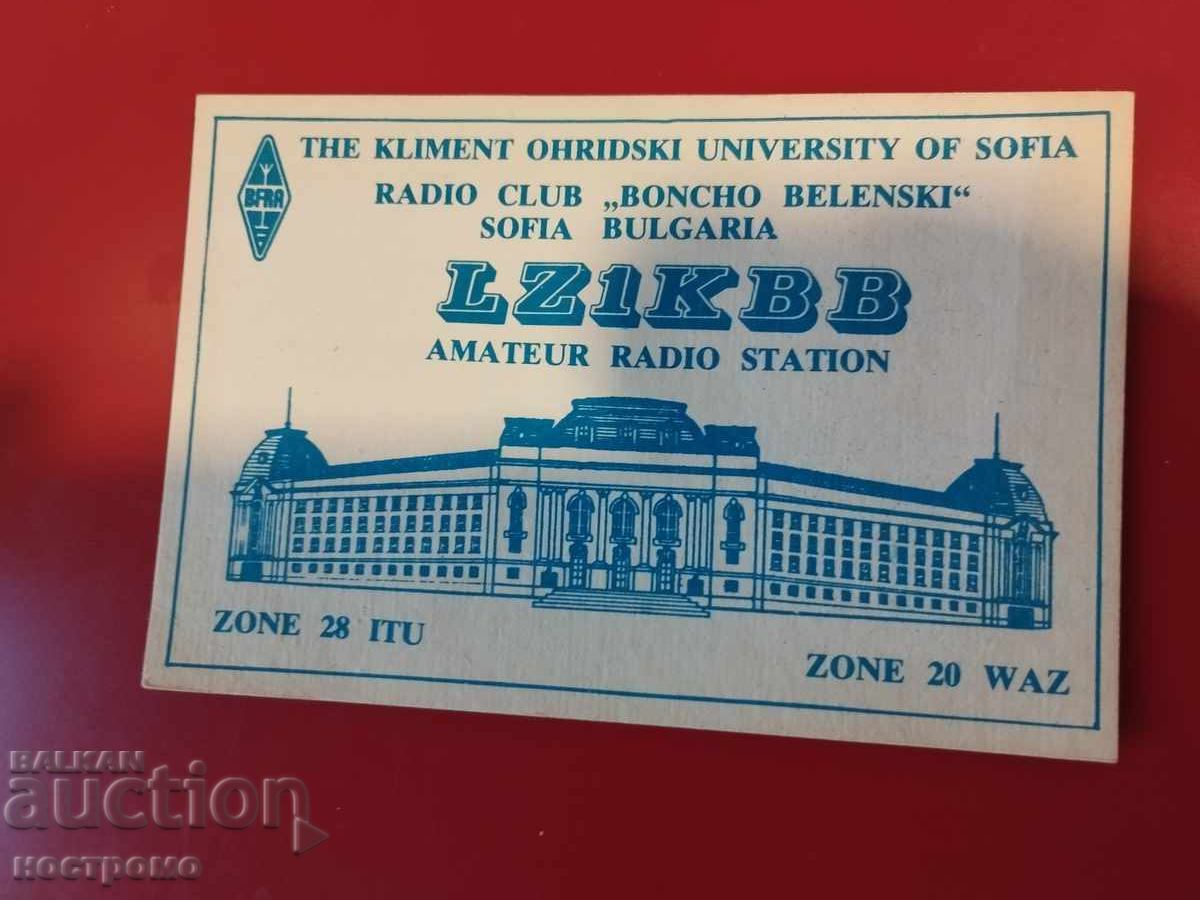 THE KLIMENT OHRIDSKI UNIVERSITY OF SOFIA
BFRA
RADIO CLUB „BONCHO BELENSKI“
SOFIA BULGARIA
LZ1KBB
AMATEUR RADIO STATION
ZONE 28 ITU
ZONE 20 WAZ
BALKAN
auction
костромо